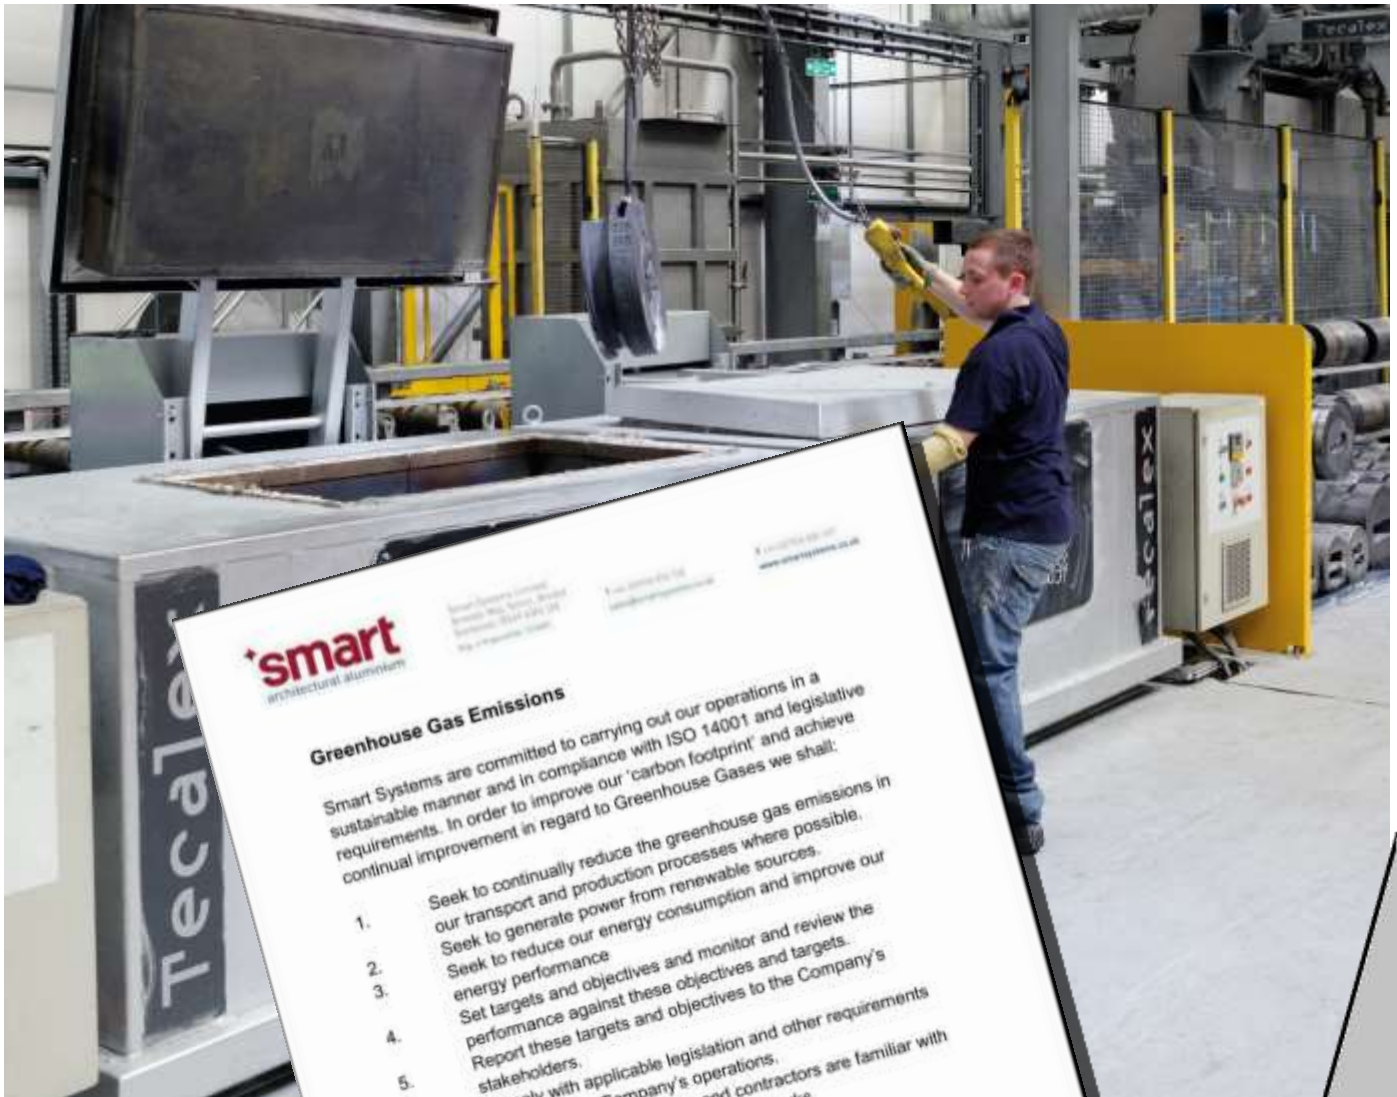 Tecalex
Tecalex
Tecalex
smart
architectural aluminium
www.smartsystems.co.uk
Greenhouse Gas Emissions
Smart Systems are committed to carrying out our operations in a
sustainable manner and in compliance with ISO 14001 and legislative
requirements. In order to improve our 'carbon footprint' and achieve
continual improvement in regard to Greenhouse Gases we shall:
1. Seek to continually reduce the greenhouse gas emissions in
our transport and production processes where possible.
2. Seek to generate power from renewable sources.
3. Seek to reduce our energy consumption and improve our
energy performance
4. Set targets and objectives and monitor and review the
performance against these objectives and targets.
5. Report these targets and objectives to the Company's
stakeholders.
with applicable legislation and other requirements
Company's operations.
and contractors are familiar with